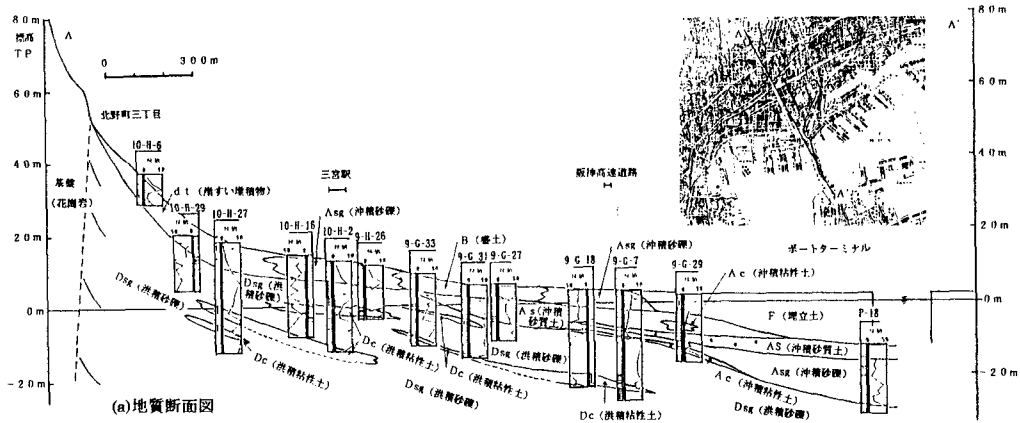 80m
標高
TP
A
0 300m
60m
北野町三丁目
10-H-6
40m
基盤
(花崗岩)
dt (崖すい堆積物)
10-H-29
10-H-27
20m
三宮駅
10-H-16
Asg (沖積砂礫)
10-H-2
9-H-26
9-G-33
B (盛土)
9-G-31
9-G-27
阪神高速道路
9-G-18
Asg (沖積砂礫)
9-G-7
9-G-29
ポートターミナル
Ac (沖積粘性土)
P-18
Dsg (洪積砂礫)
Dsg (洪積砂礫)
As (沖積砂質土)
F (埋立土)
AS (沖積砂質土)
Asg (沖積砂礫)
0m
Dc (洪積粘性土)
Dsg (洪積砂礫)
Dc (洪積粘性土)
Dc (洪積粘性土)
Dsg (洪積砂礫)
Dc (洪積粘性土)
Ac (沖積粘性土)
Dsg (洪積砂礫)
-20m
(a)地質断面図
A'
80m
60m
40m
20m
0m
-20m
A
A'